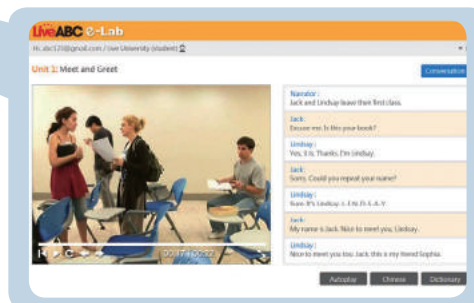 LiveABC e-Lab
Hi, abc123@gmail.com / Live University (student)
Unit 1: Meet and Greet
Conversation
Narrator :
Jack and Lindsay leave their first class.
Jack:
Excuse me. Is this your book?
Lindsay :
Yes, it is. Thanks. I'm Lindsay.
Jack:
Sorry. Could you repeat your name?
Lindsay :
Sure. It's Lindsay. L-I-N-D-S-A-Y.
Jack:
My name is Jack. Nice to meet you, Lindsay.
Lindsay :
Nice to meet you too. Jack, this is my friend Sophia.
Autoplay
Chinese
Dictionary